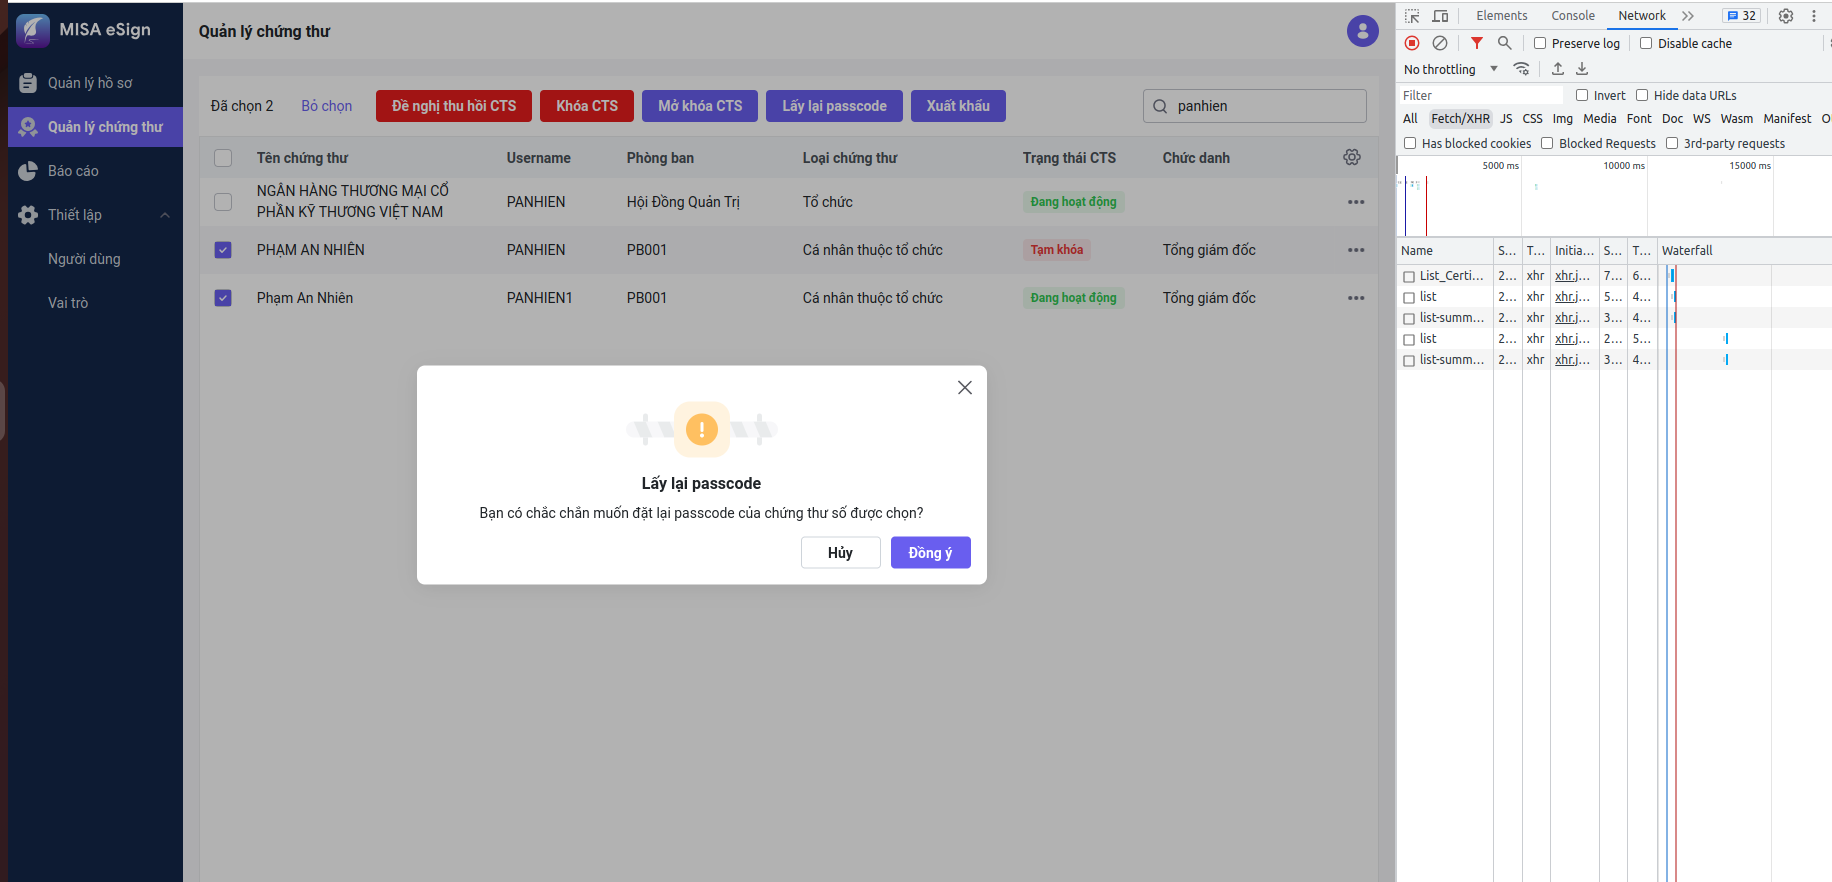 MISA eSign
Quản lý hồ sơ
Quản lý chứng thư
Báo cáo
Thiết lập
Người dùng
Vai trò
Quản lý chứng thư
Đã chọn 2 Bỏ chọn Đề nghị thu hồi CTS Khóa CTS Mở khóa CTS Lấy lại passcode Xuất khẩu panhien
Tên chứng thư Username Phòng ban Loại chứng thư Trạng thái CTS Chức danh
NGÂN HÀNG THƯƠNG MẠI CỔ
PHẦN KỸ THƯƠNG VIỆT NAM PANHIEN Hội Đồng Quản Trị Tổ chức Đang hoạt động
PHẠM AN NHIÊN PANHIEN PB001 Cá nhân thuộc tổ chức Tạm khóa Tổng giám đốc
Phạm An Nhiên PANHIEN1 PB001 Cá nhân thuộc tổ chức Đang hoạt động Tổng giám đốc
Lấy lại passcode
Bạn có chắc chắn muốn đặt lại passcode của chứng thư số được chọn?
Hủy Đồng ý
Elements Console Network 32
Preserve log Disable cache
No throttling
Filter Invert Hide data URLs
All Fetch/XHR JS CSS Img Media Font Doc WS Wasm Manifest
Has blocked cookies Blocked Requests 3rd-party requests
5000 ms 10000 ms 15000 ms
Name S... T... Initia... S... T... Waterfall
List_Certi... 2... xhr xhr.j... 7... 6...
list 2... xhr xhr.j... 5... 4...
list-summ... 2... xhr xhr.j... 3... 4...
list 2... xhr xhr.j... 2... 5...
list-summ... 2... xhr xhr.j... 3... 4...